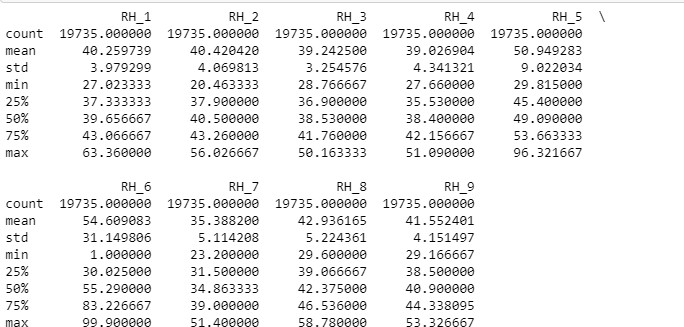 RH_1 RH_2 RH_3 RH_4 RH_5 \
count 19735.000000 19735.000000 19735.000000 19735.000000 19735.000000
mean 40.259739 40.420420 39.242500 39.026904 50.949283
std 3.979299 4.069813 3.254576 4.341321 9.022034
min 27.023333 20.463333 28.766667 27.660000 29.815000
25% 37.333333 37.900000 36.900000 35.530000 45.400000
50% 39.656667 40.500000 38.530000 38.400000 49.090000
75% 43.066667 43.260000 41.760000 42.156667 53.663333
max 63.360000 56.026667 50.163333 51.090000 96.321667
RH_6 RH_7 RH_8 RH_9
count 19735.000000 19735.000000 19735.000000 19735.000000
mean 54.609083 35.388200 42.936165 41.552401
std 31.149806 5.114208 5.224361 4.151497
min 1.000000 23.200000 29.600000 29.166667
25% 30.025000 31.500000 39.066667 38.500000
50% 55.290000 34.863333 42.375000 40.900000
75% 83.226667 39.000000 46.536000 44.338095
max 99.900000 51.400000 58.780000 53.326667